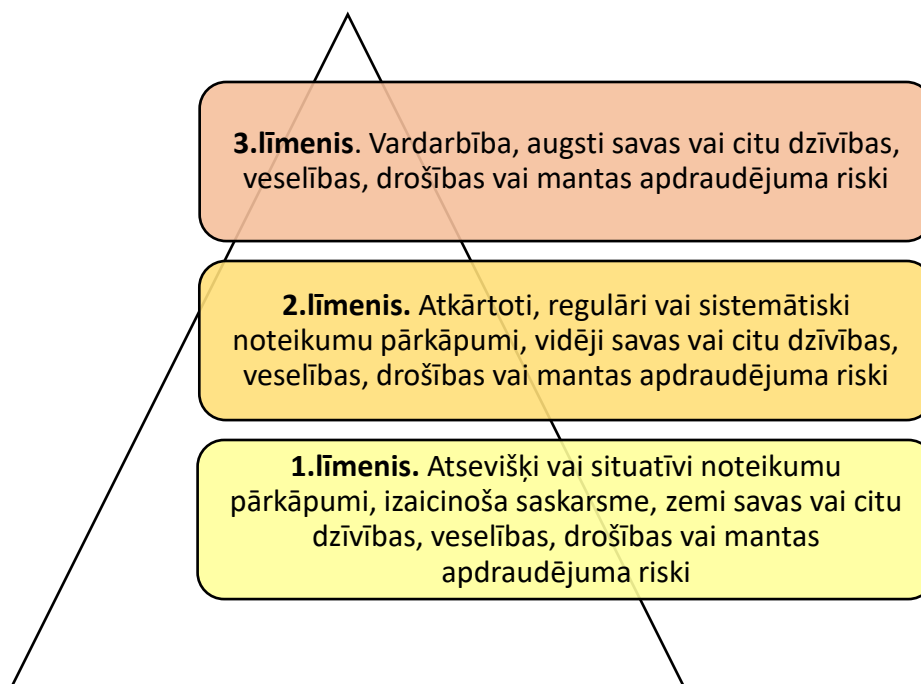 3.līmenis. Vardarbība, augsti savas vai citu dzīvības,
veselības, drošības vai mantas apdraudējuma riski
2.līmenis. Atkārtoti, regulāri vai sistemātiski
noteikumu pārkāpumi, vidēji savas vai citu dzīvības,
veselības, drošības vai mantas apdraudējuma riski
1.līmenis. Atsevišķi vai situatīvi noteikumu
pārkāpumi, izaicinoša saskarsme, zemi savas vai citu
dzīvības, veselības, drošības vai mantas
apdraudējuma riski